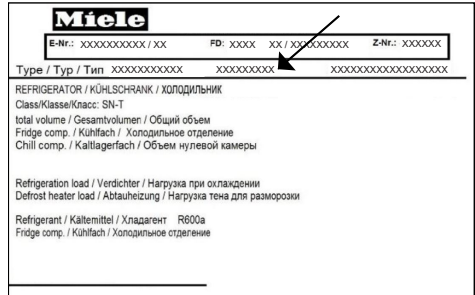 Miele
E-Nr.: XXXXXXXXXX / XX FD: XXXX XX / XXXXXXXXX Z-Nr.: XXXXXX
Type / Typ / Тип XXXXXXXXXXX XXXXXXXXX XXXXXXXXXXXXXXXXXX
REFRIGERATOR / KÜHLSCHRANK / ХОЛОДИЛЬНИК
Class/Klasse/Класс: SN-T
total volume / Gesamtvolumen / Общий объем
Fridge comp. / Kühlfach / Холодильное отделение
Chill comp. / Kaltlagerfach / Объем нулевой камеры
Refrigeration load / Verdichter / Нагрузка при охлаждении
Defrost heater load / Abtauheizung / Нагрузка тена для разморозки
Refrigerant / Kältemittel / Хладагент R600a
Fridge comp. / Kühlfach / Холодильное отделение